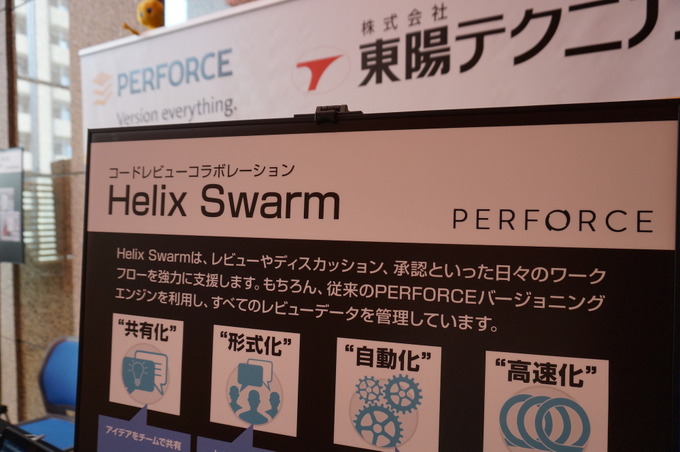 株式会社
PERFORCE
東陽テクニカ
Version everything.
コードレビューコラボレーション
Helix Swarm
PERFORCE
Helix Swarmは、レビューやディスカッション、承認といった日々のワーク
フローを強力に支援します。もちろん、従来のPERFORCEバージョニング
エンジンを利用し、すべてのレビューデータを管理しています。
“共有化”
“形式化”
“自動化”
“高速化”
アイデアをチームで共有